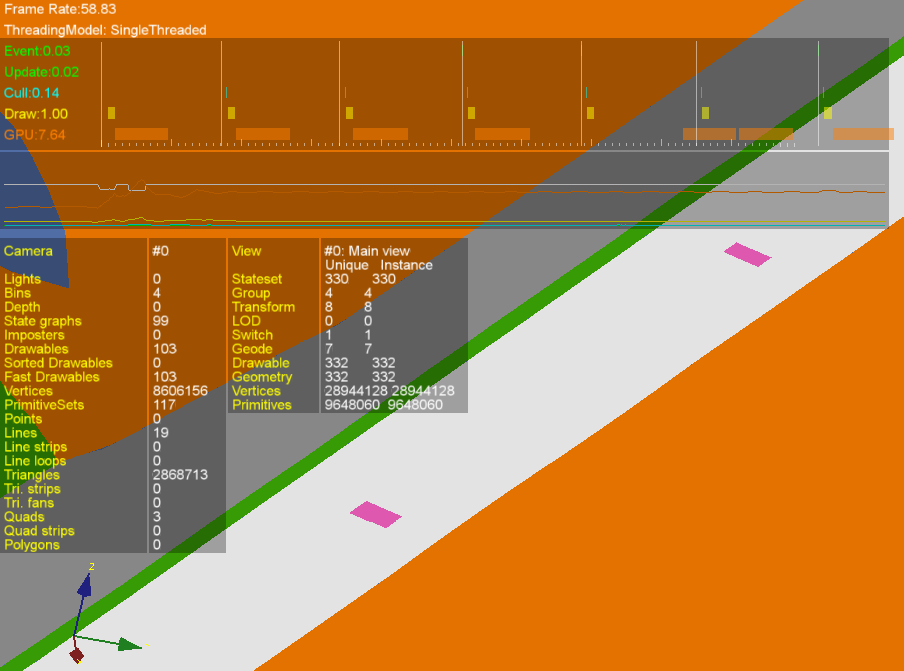 Frame Rate:58.83
ThreadingModel: SingleThreaded
Event:0.03
Update:0.02
Cull:0.14
Draw:1.00
GPU:7.64
Camera #0
Lights 0
Bins 4
Depth 0
State graphs 99
Imposters 0
Drawables 103
Sorted Drawables 0
Fast Drawables 103
Vertices 8606156
PrimitiveSets 117
Points 0
Lines 19
Line strips 0
Line loops 0
Triangles 2868713
Tri. strips 0
Tri. fans 0
Quads 3
Quad strips 0
Polygons 0
View #0: Main view
Unique Instance
Stateset 330 330
Group 4 4
Transform 8 8
LOD 0 0
Switch 1 1
Geode 7 7
Drawable 332 332
Geometry 332 332
Vertices 28944128 28944128
Primitives 9648060 9648060
z